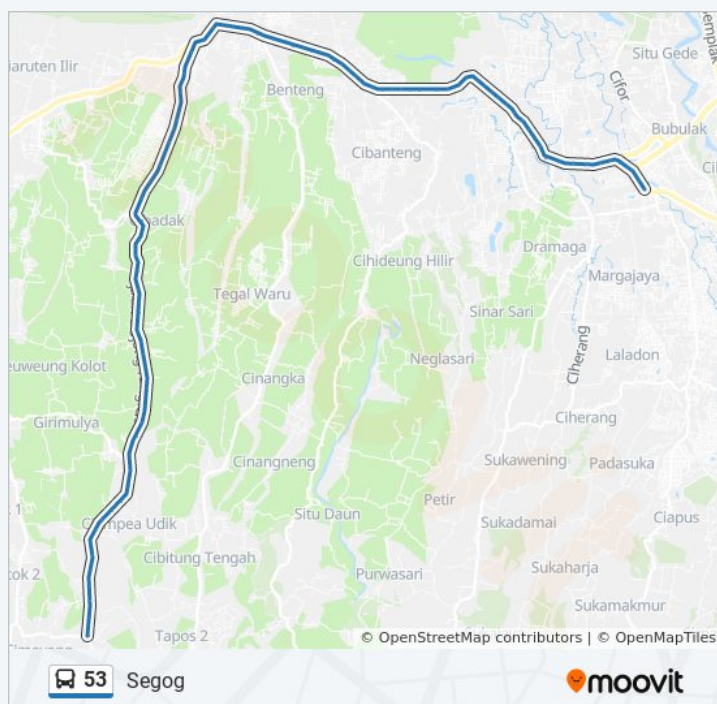 Semplak
Situ Gede
Cifor
Bubulak
Benteng
Cibanteng
Dramaga
Cihideung Hilir
Margajaya
Tegal Waru
Sinar Sari
Neglasari
Ciherang
Laladon
Cinangka
Girimulya
Ciherang
Sukawening
Padasuka
Cinangneng
Petir
Situ Daun
Ciapus
Sukadamai
Cibitung Tengah
Sukaharja
Purwasari
Sukamakmur
Tapos 2
© OpenStreetMap contributors | © OpenMapTiles
53 Segog
moovit